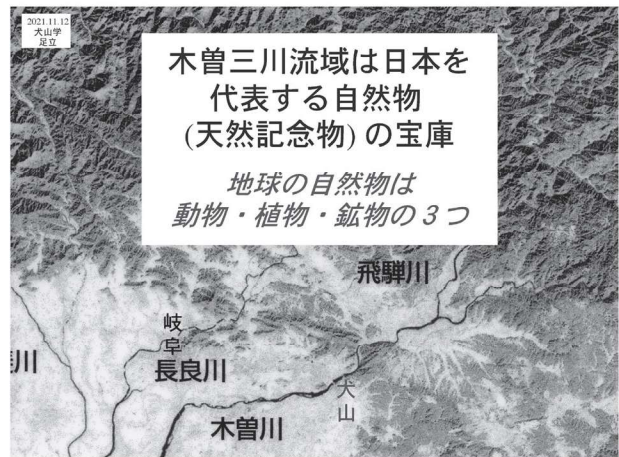 2021.11.12
犬山学
足立
木曽三川流域は日本を
代表する自然物
(天然記念物) の宝庫
地球の自然物は
動物・植物・鉱物の3つ
飛騨川
岐阜
長良川
川
犬山
木曽川